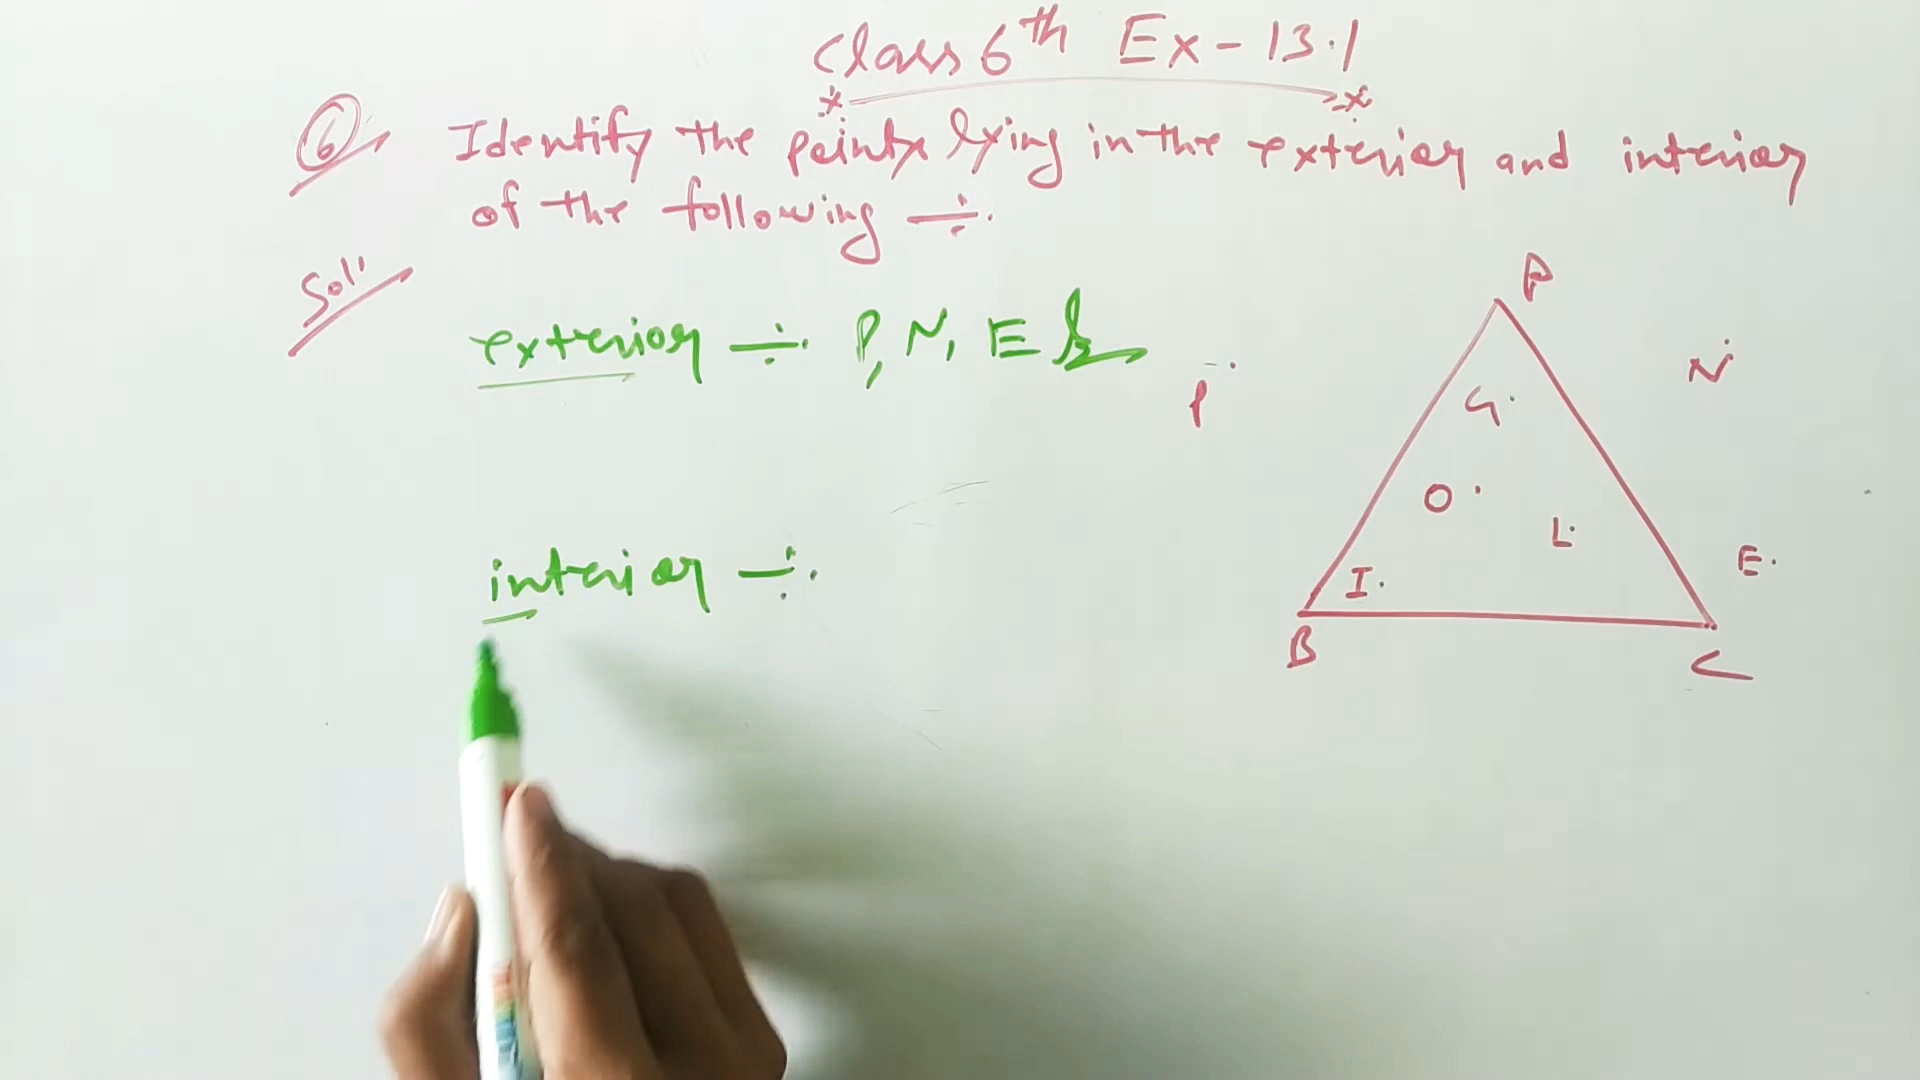 Class 6th Ex - 13.1
6 Identify the points lying in the exterior and interior
of the following ÷.
Sol'
exterior ÷. P, N, E
interior ÷.
P
N
P
G.
O.
L.
E.
I.
B
C